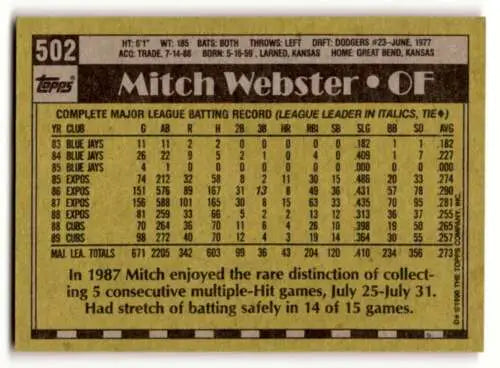 502
HT: 6'1" WT: 185 BATS: BOTH THROWS: LEFT DRFT: DODGERS #23-JUNE, 1977
ACQ: TRADE, 7-14-88 BORN: 5-16-59, LARNED, KANSAS HOME: GREAT BEND, KANSAS
Topps
Mitch Webster • OF
COMPLETE MAJOR LEAGUE BATTING RECORD (LEAGUE LEADER IN ITALICS, TIE♦)
YR CLUB G AB R H 2B 3B HR RBI SB SLG BB SO AVG
83 BLUE JAYS 11 11 2 2 0 0 0 0 0 .182 1 1 .182
84 BLUE JAYS 26 22 9 5 2 1 0 4 0 .409 1 7 .227
85 BLUE JAYS 4 1 0 0 0 0 0 0 0 .000 0 0 .000
85 EXPOS 74 212 32 58 8 2 11 30 15 .486 20 33 .274
86 EXPOS 151 576 89 167 31 13 8 49 36 .431 57 78 .290
87 EXPOS 156 588 101 165 30 8 15 63 33 .435 70 95 .281
88 EXPOS 81 259 33 66 5 2 2 13 12 .313 36 37 .255
88 CUBS 70 264 36 70 11 6 4 26 10 .398 19 50 .265
89 CUBS 98 272 40 70 12 4 3 19 14 .364 30 55 .257
MAJ. LEA. TOTALS 671 2205 342 603 99 36 43 204 120 .410 234 356 .273
In 1987 Mitch enjoyed the rare distinction of collect-
ing 5 consecutive multiple-Hit games, July 25-July 31.
Had stretch of batting safely in 14 of 15 games.
© 1990 THE TOPPS COMPANY, INC.